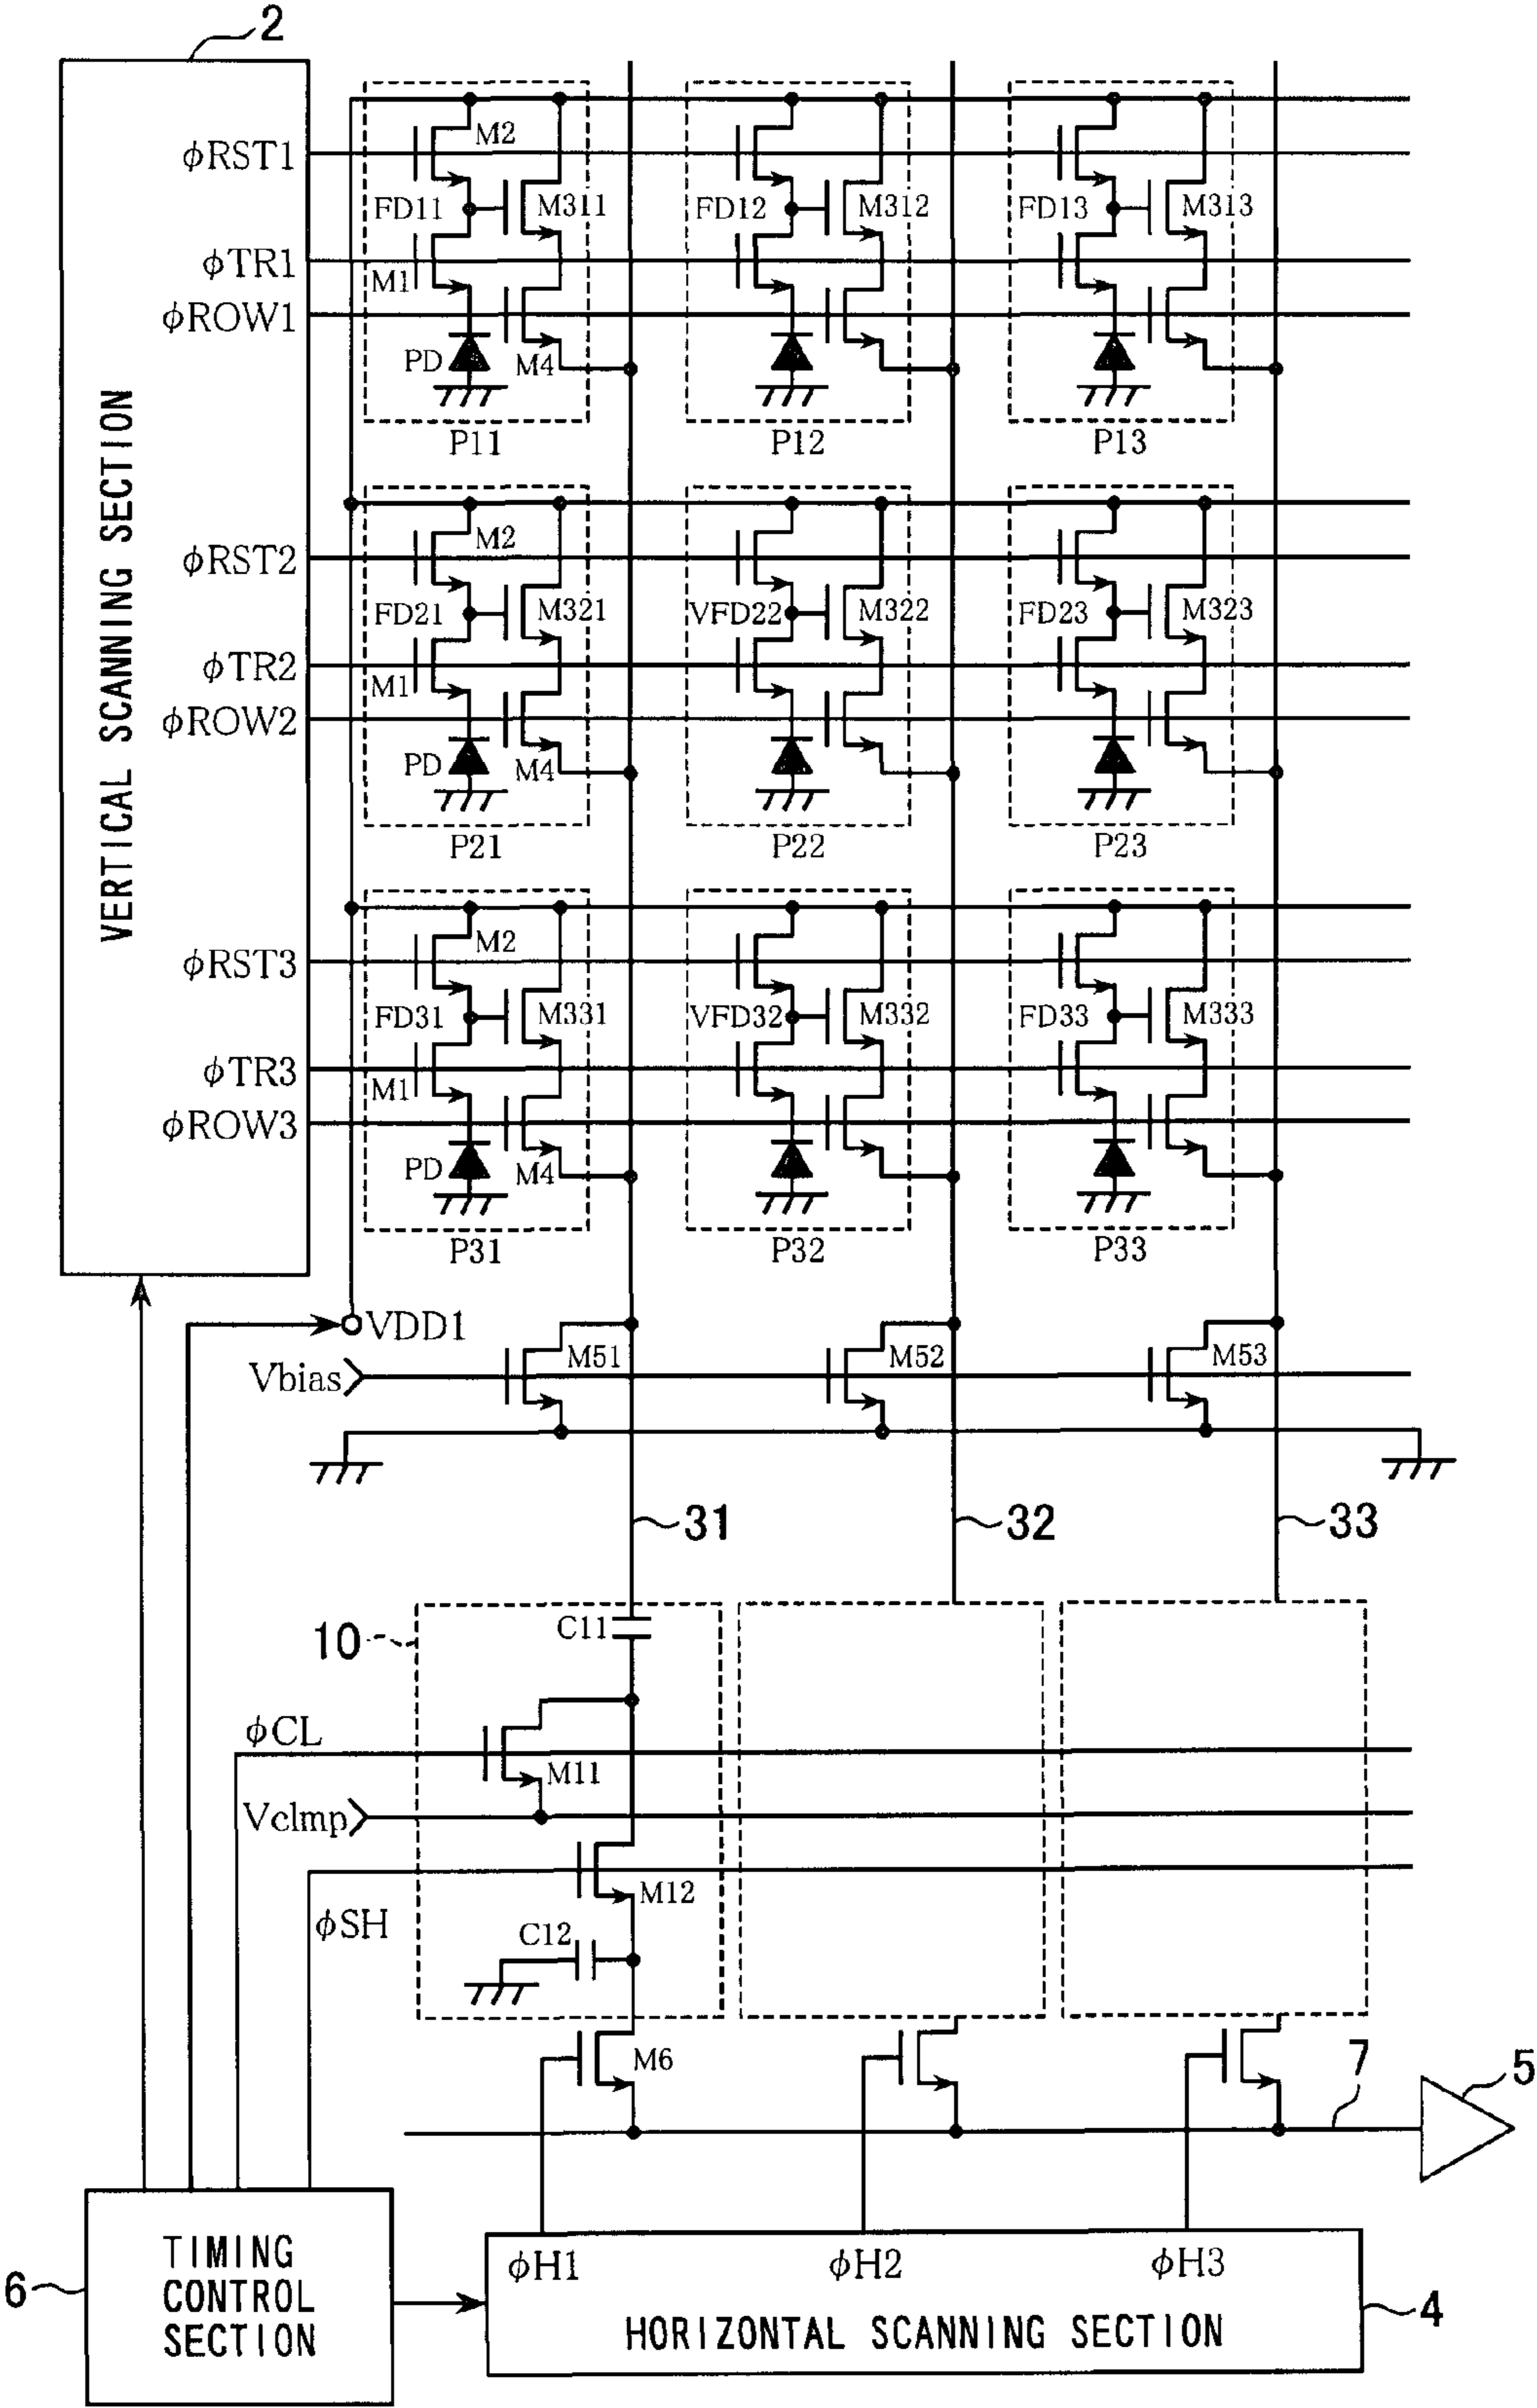 2
VERTICAL SCANNING SECTION
M2
φRST1
FD11 M311 FD12 M312 FD13 M313
φTR1
M1
φROW1
PD M4
P11 P12 P13
M2
φRST2
FD21 M321 VFD22 M322 FD23 M323
φTR2
M1
φROW2
PD M4
P21 P22 P23
M2
φRST3
FD31 M331 VFD32 M332 FD33 M333
φTR3
M1
φROW3
PD M4
P31 P32 P33
VDD1
Vbias M51 M52 M53
31 32 33
10 C11
φCL
M11
Vclmp
M12
φSH
C12
M6
7
5
6
TIMING
CONTROL
SECTION
φH1 φH2 φH3
HORIZONTAL SCANNING SECTION
4